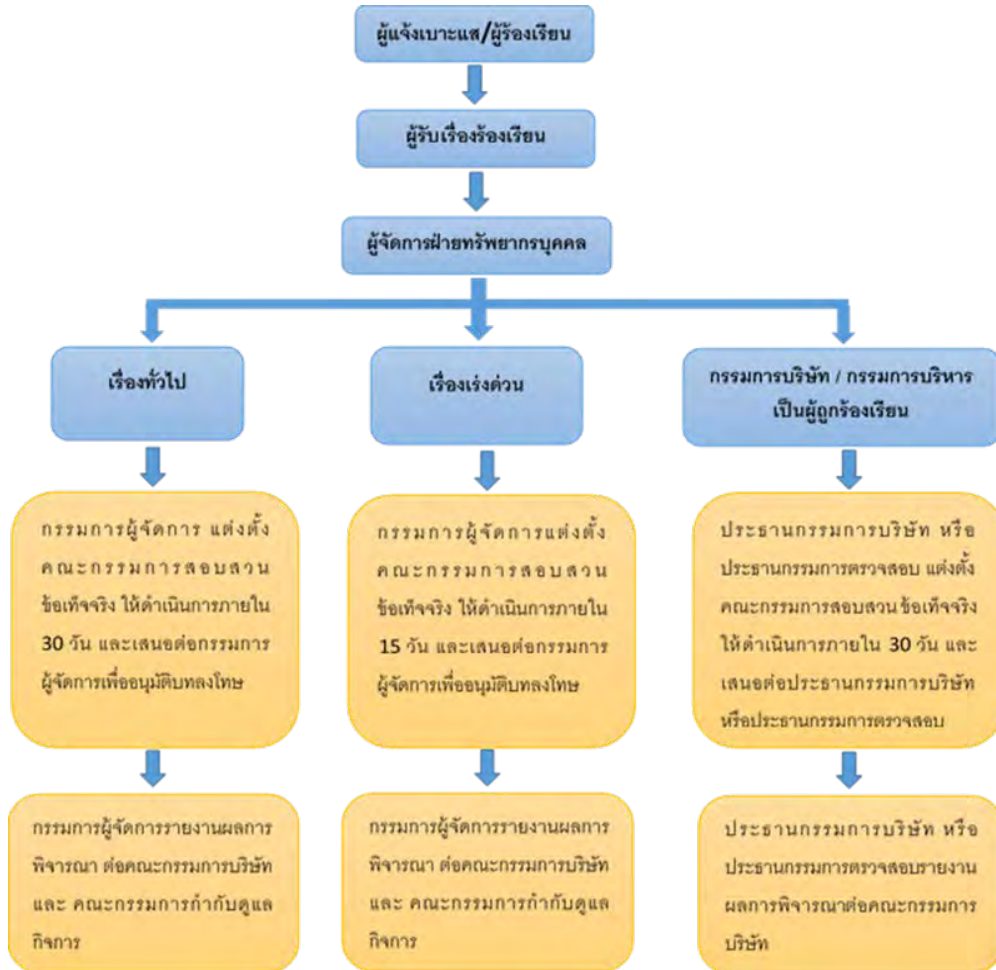 ผู้แจ้งเบาะแส/ผู้ร้องเรียน
ผู้รับเรื่องร้องเรียน
ผู้จัดการฝ่ายทรัพยากรบุคคล
เรื่องทั่วไป
เรื่องเร่งด่วน
กรรมการบริษัท / กรรมการบริหาร
เป็นผู้ถูกร้องเรียน
กรรมการผู้จัดการ แต่งตั้ง
คณะกรรมการสอบสวน
ข้อเท็จจริง ให้ดำเนินการภายใน
30 วัน และเสนอต่อกรรมการ
ผู้จัดการเพื่ออนุมัติบทลงโทษ
กรรมการผู้จัดการแต่งตั้ง
คณะกรรมการสอบสวน
ข้อเท็จจริง ให้ดำเนินการภายใน
15 วัน และเสนอต่อกรรมการ
ผู้จัดการเพื่ออนุมัติบทลงโทษ
ประธานกรรมการบริษัท หรือ
ประธานกรรมการตรวจสอบ แต่งตั้ง
คณะกรรมการสอบสวน ข้อเท็จจริง
ให้ดำเนินการภายใน 30 วัน และ
เสนอต่อประธานกรรมการบริษัท
หรือประธานกรรมการตรวจสอบ
กรรมการผู้จัดการรายงานผลการ
พิจารณา ต่อคณะกรรมการบริษัท
และ คณะกรรมการกำกับดูแล
กิจการ
กรรมการผู้จัดการรายงานผลการ
พิจารณา ต่อคณะกรรมการบริษัท
และ คณะกรรมการกำกับดูแล
กิจการ
ประธานกรรมการบริษัท หรือ
ประธานกรรมการตรวจสอบรายงาน
ผลการพิจารณาต่อคณะกรรมการ
บริษัท